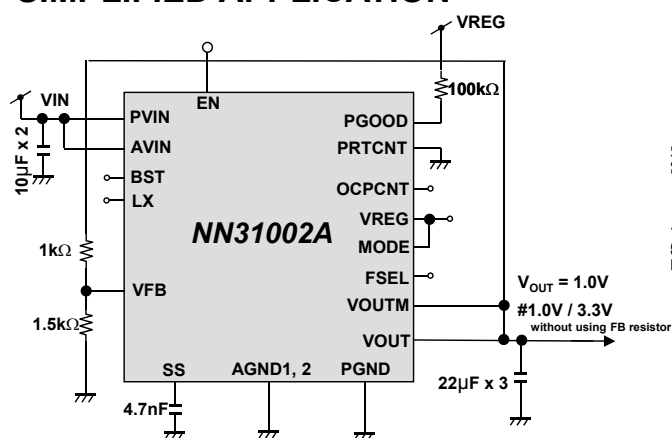 VREG
100kΩ
EN
VIN
10µF x 2
PVIN
AVIN
BST
LX
PGOOD
PRTCNT
OCPCNT
VREG
MODE
FSEL
NN31002A
1kΩ
VFB
1.5kΩ
VOUTM
VOUT
VOUT = 1.0V
#1.0V / 3.3V
without using FB resistor
SS
AGND1, 2
PGND
4.7nF
22µF x 3